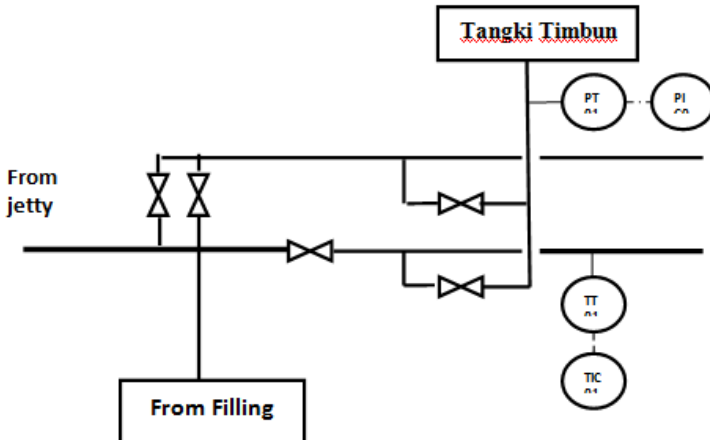 Tangki Timbun
PT
PI
From
jetty
TT
TIC
From Filling